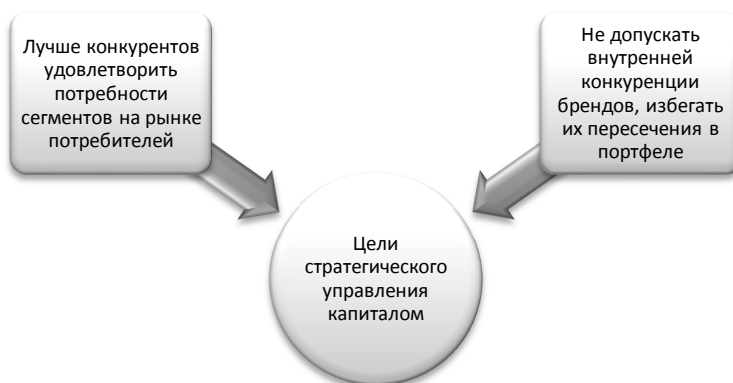 Лучше конкурентов
удовлетворить
потребности
сегментов на рынке
потребителей
Не допускать
внутренней
конкуренции
брендов, избегать
их пересечения в
портфеле
Цели
стратегического
управления
капиталом